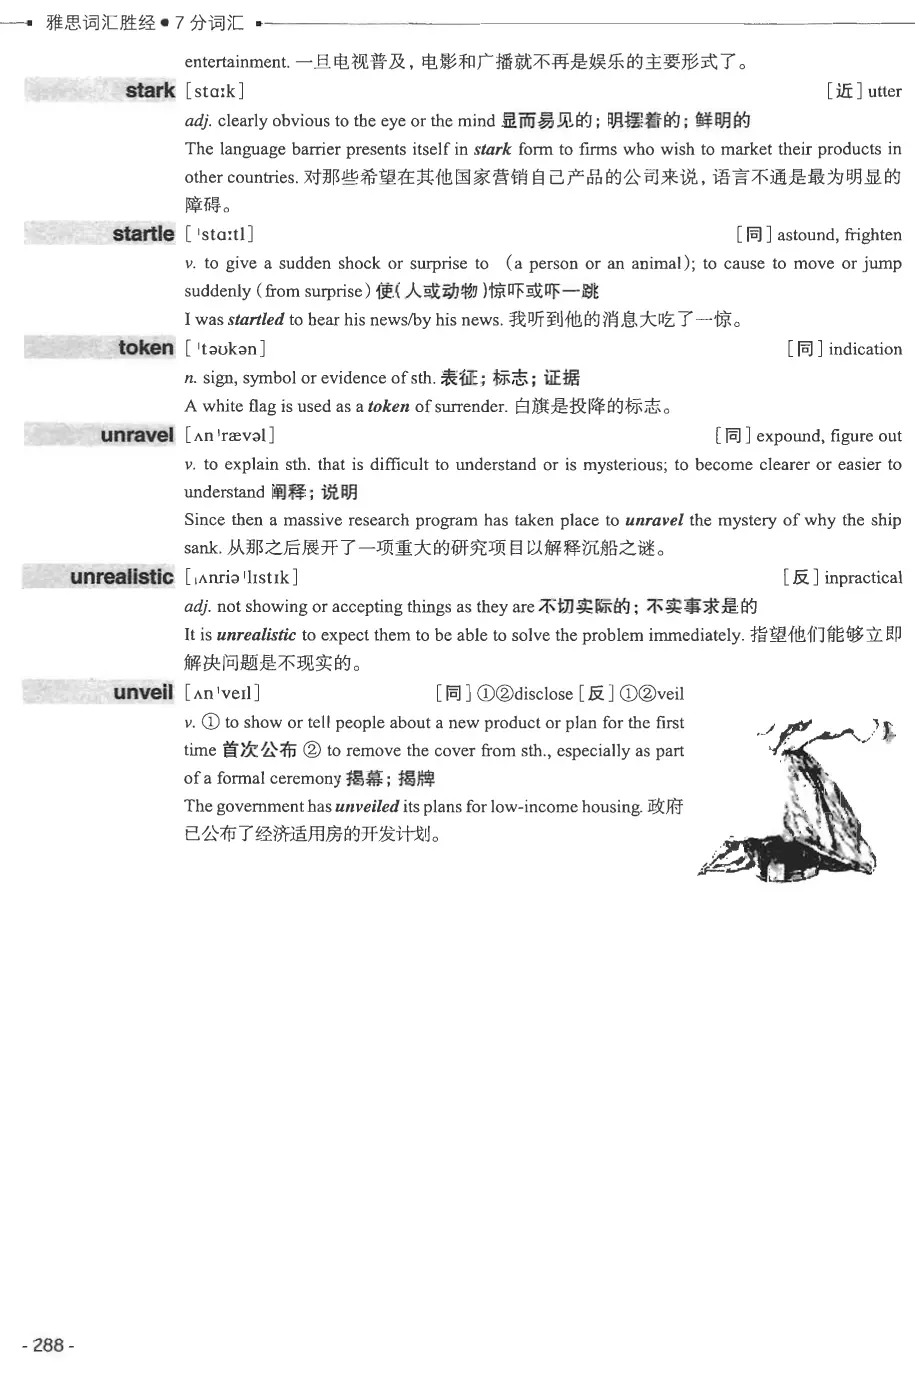 雅思词汇胜经●7分词汇
entertainment. 一旦电视普及，电影和广播就不再是娱乐的主要形式了。
stark [stɑːk] [近] utter
adj. clearly obvious to the eye or the mind 显而易见的；明摆着的；鲜明的
The language barrier presents itself in stark form to firms who wish to market their products in
other countries. 对那些希望在其他国家营销自己产品的公司来说，语言不通是最为明显的
障碍。
startle [ˈstɑːtl] [同] astound, frighten
v. to give a sudden shock or surprise to （a person or an animal); to cause to move or jump
suddenly (from surprise) 使(人或动物)惊吓或吓一跳
I was startled to hear his news/by his news. 我听到他的消息大吃了一惊。
token [ˈtəʊkən] [同] indication
n. sign, symbol or evidence of sth. 表征；标志；证据
A white flag is used as a token of surrender. 白旗是投降的标志。
unravel [ʌnˈrævəl] [同] expound, figure out
v. to explain sth. that is difficult to understand or is mysterious; to become clearer or easier to
understand 阐释；说明
Since then a massive research program has taken place to unravel the mystery of why the ship
sank. 从那之后展开了一项重大的研究项目以解释沉船之谜。
unrealistic [ˌʌnriəˈlɪstɪk] [反] inpractical
adj. not showing or accepting things as they are 不切实际的；不实事求是的
It is unrealistic to expect them to be able to solve the problem immediately. 指望他们能够立即
解决问题是不现实的。
unveil [ʌnˈveɪl] [同] ①②disclose [反] ①②veil
v. ① to show or tell people about a new product or plan for the first
time 首次公布 ② to remove the cover from sth., especially as part
of a formal ceremony 揭幕；揭牌
The government has unveiled its plans for low-income housing. 政府
已公布了经济适用房的开发计划。
- 288 -